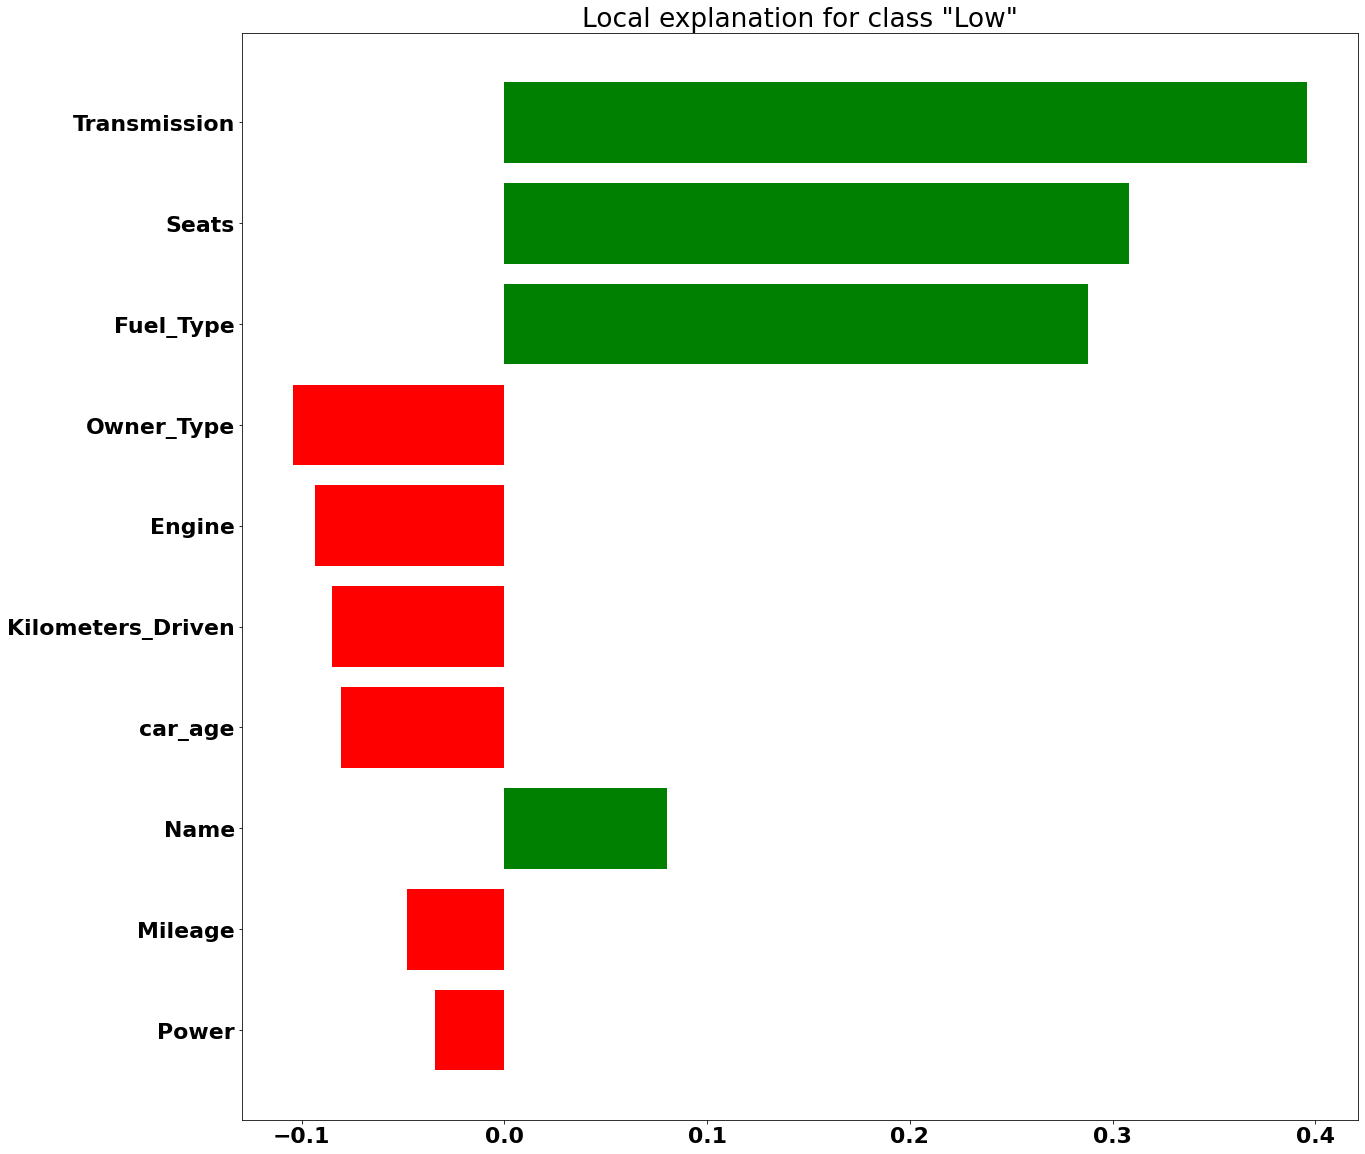 Local explanation for class "Low"
Transmission
Seats
Fuel_Type
Owner_Type
Engine
Kilometers_Driven
car_age
Name
Mileage
Power
−0.1 0.0 0.1 0.2 0.3 0.4